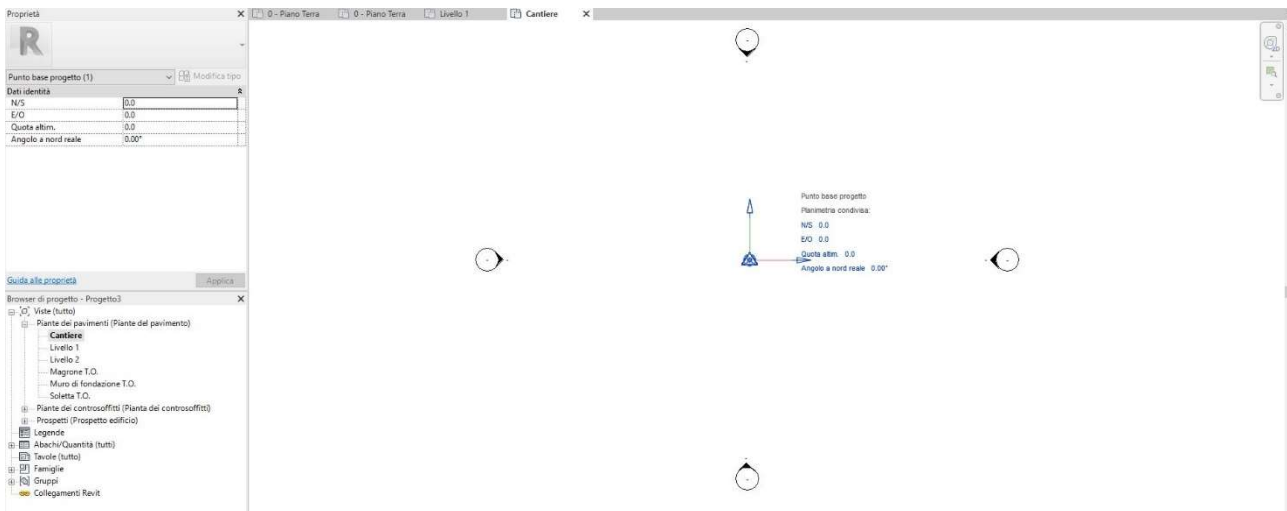 Proprietà
0 - Piano Terra
0 - Piano Terra
Livello 1
Cantiere
R
Punto base progetto (1)
Modifica tipo
Dati identità
N/S 0.0
E/O 0.0
Quota altim. 0.0
Angolo a nord reale 0.00°
Guida alle proprietà
Applica
Browser di progetto - Progetto3
Viste (tutto)
Piante dei pavimenti (Piante del pavimento)
Cantiere
Livello 1
Livello 2
Magrone T.O.
Muro di fondazione T.O.
Soletta T.O.
Piante dei controsoffitti (Pianta dei controsoffitti)
Prospetti (Prospetto edificio)
Legende
Abachi/Quantità (tutti)
Tavole (tutto)
Famiglie
Gruppi
Collegamenti Revit
Punto base progetto
Planimetria condivisa:
N/S 0.0
E/O 0.0
Quota altim. 0.0
Angolo a nord reale 0.00°